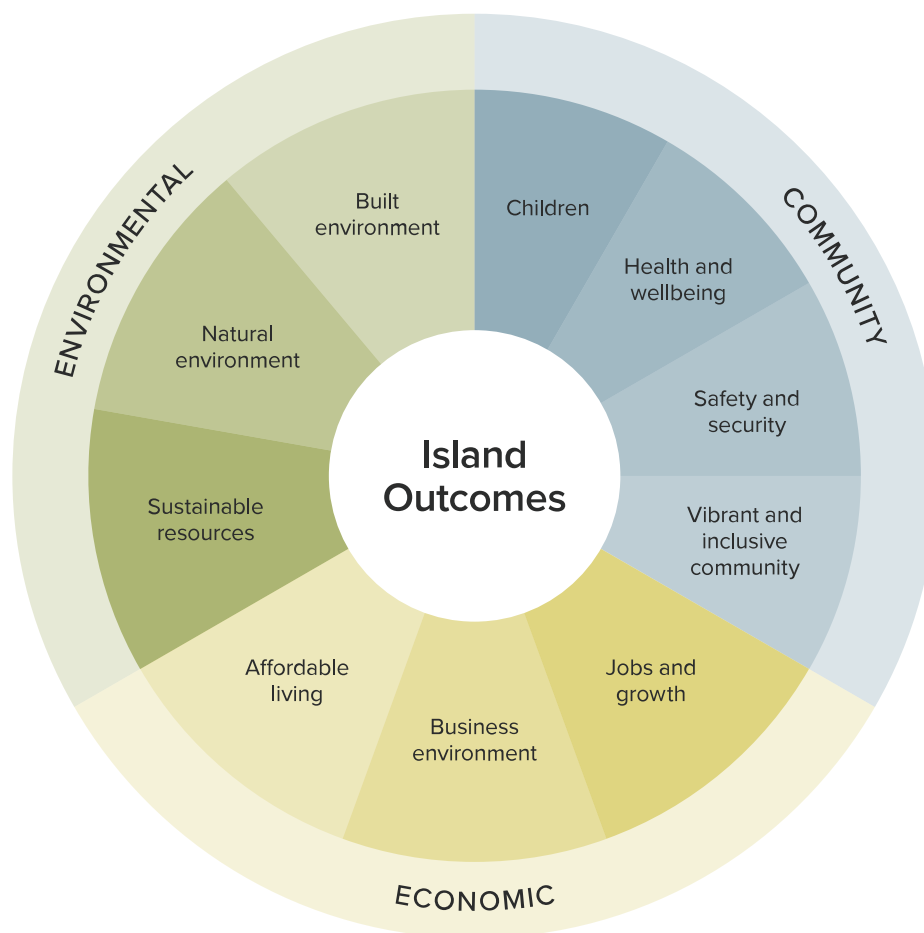 Island
Outcomes
COMMUNITY
Children
Health and
wellbeing
Safety and
security
Vibrant and
inclusive
community
ECONOMIC
Jobs and
growth
Business
environment
Affordable
living
ENVIRONMENTAL
Sustainable
resources
Natural
environment
Built
environment